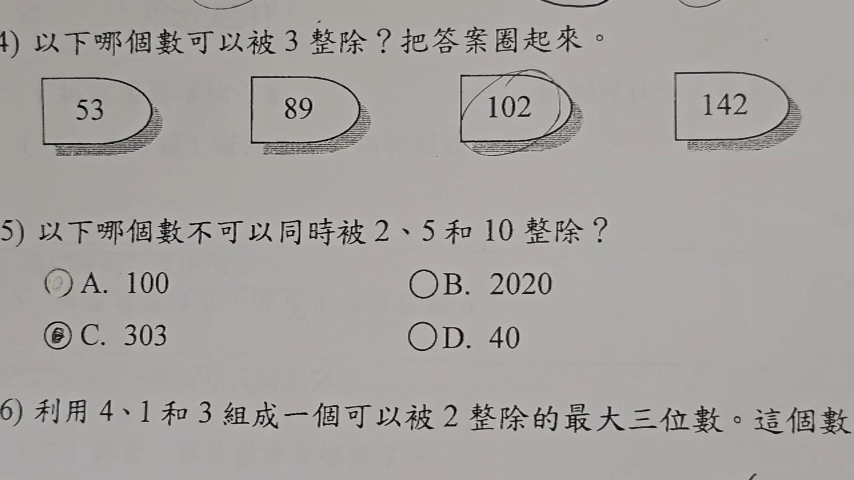 4) 以下哪個數可以被 3 整除？把答案圈起來。
53 89 102 142
5) 以下哪個數不可以同時被 2、5 和 10 整除？
A. 100 B. 2020
C. 303 D. 40
6) 利用 4、1 和 3 組成一個可以被 2 整除的最大三位數。這個數